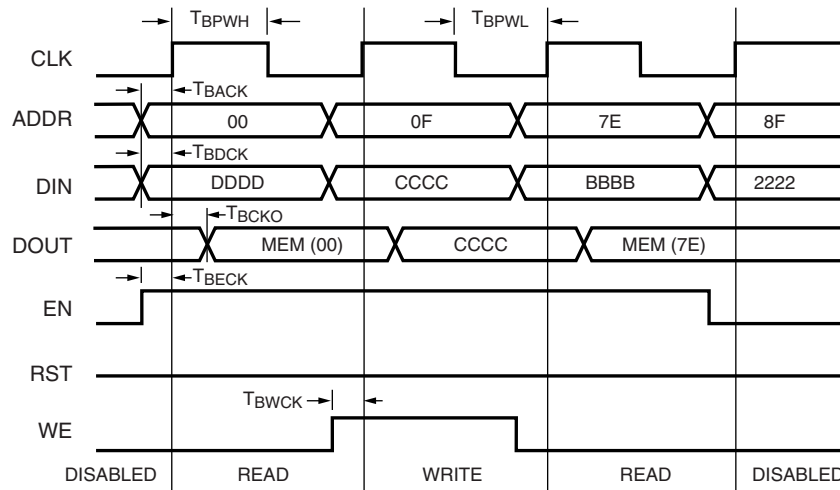 TBPWH TBPWL
CLK
TBACK
ADDR 00 0F 7E 8F
TBDCK
DIN DDDD CCCC BBBB 2222
TBCKO
DOUT MEM (00) CCCC MEM (7E)
TBECK
EN
RST
TBWCK
WE
DISABLED READ WRITE READ DISABLED